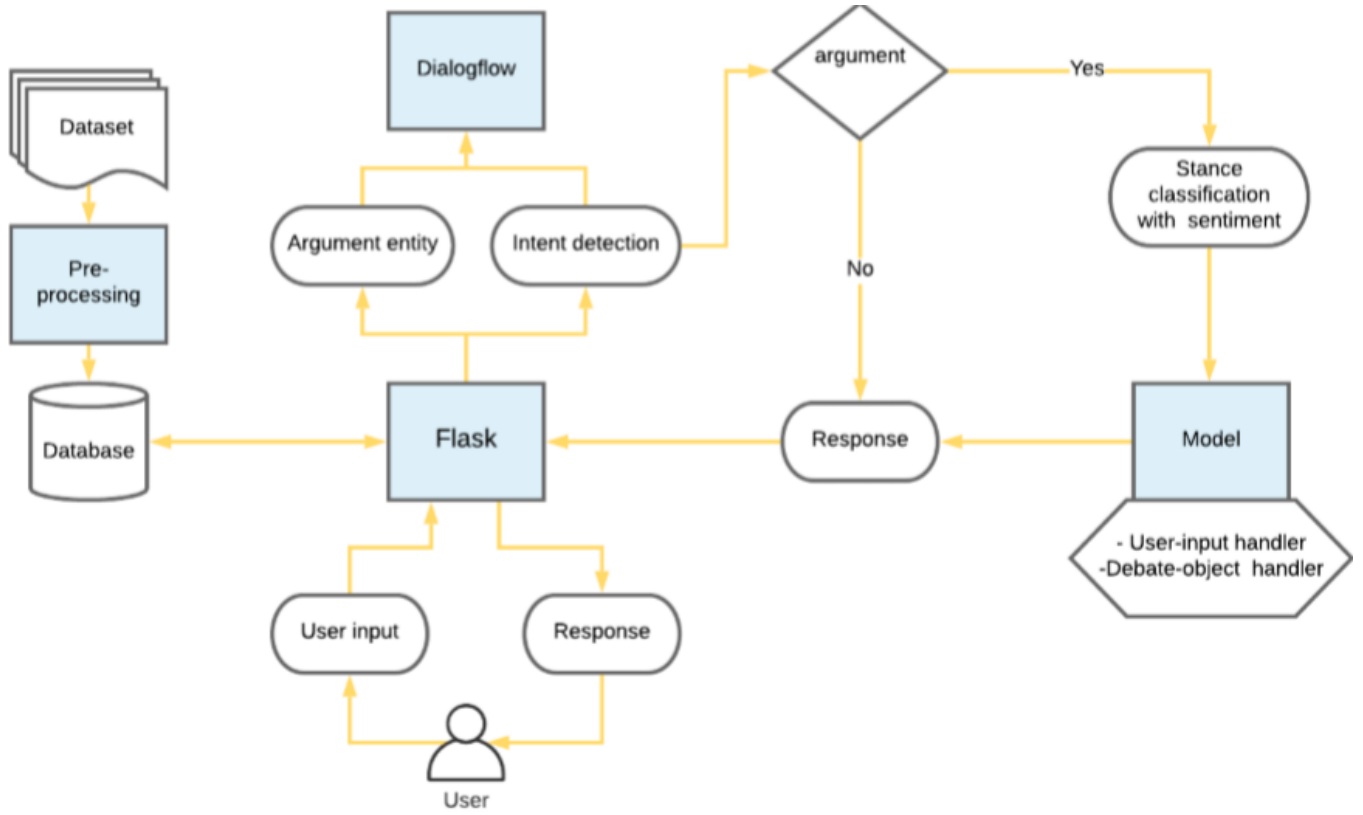 Dialogflow
argument
Yes
Dataset
Stance
classification
with sentiment
Argument entity
Intent detection
Pre-
processing
No
Database
Flask
Response
Model
- User-input handler
-Debate-object handler
User input
Response
User